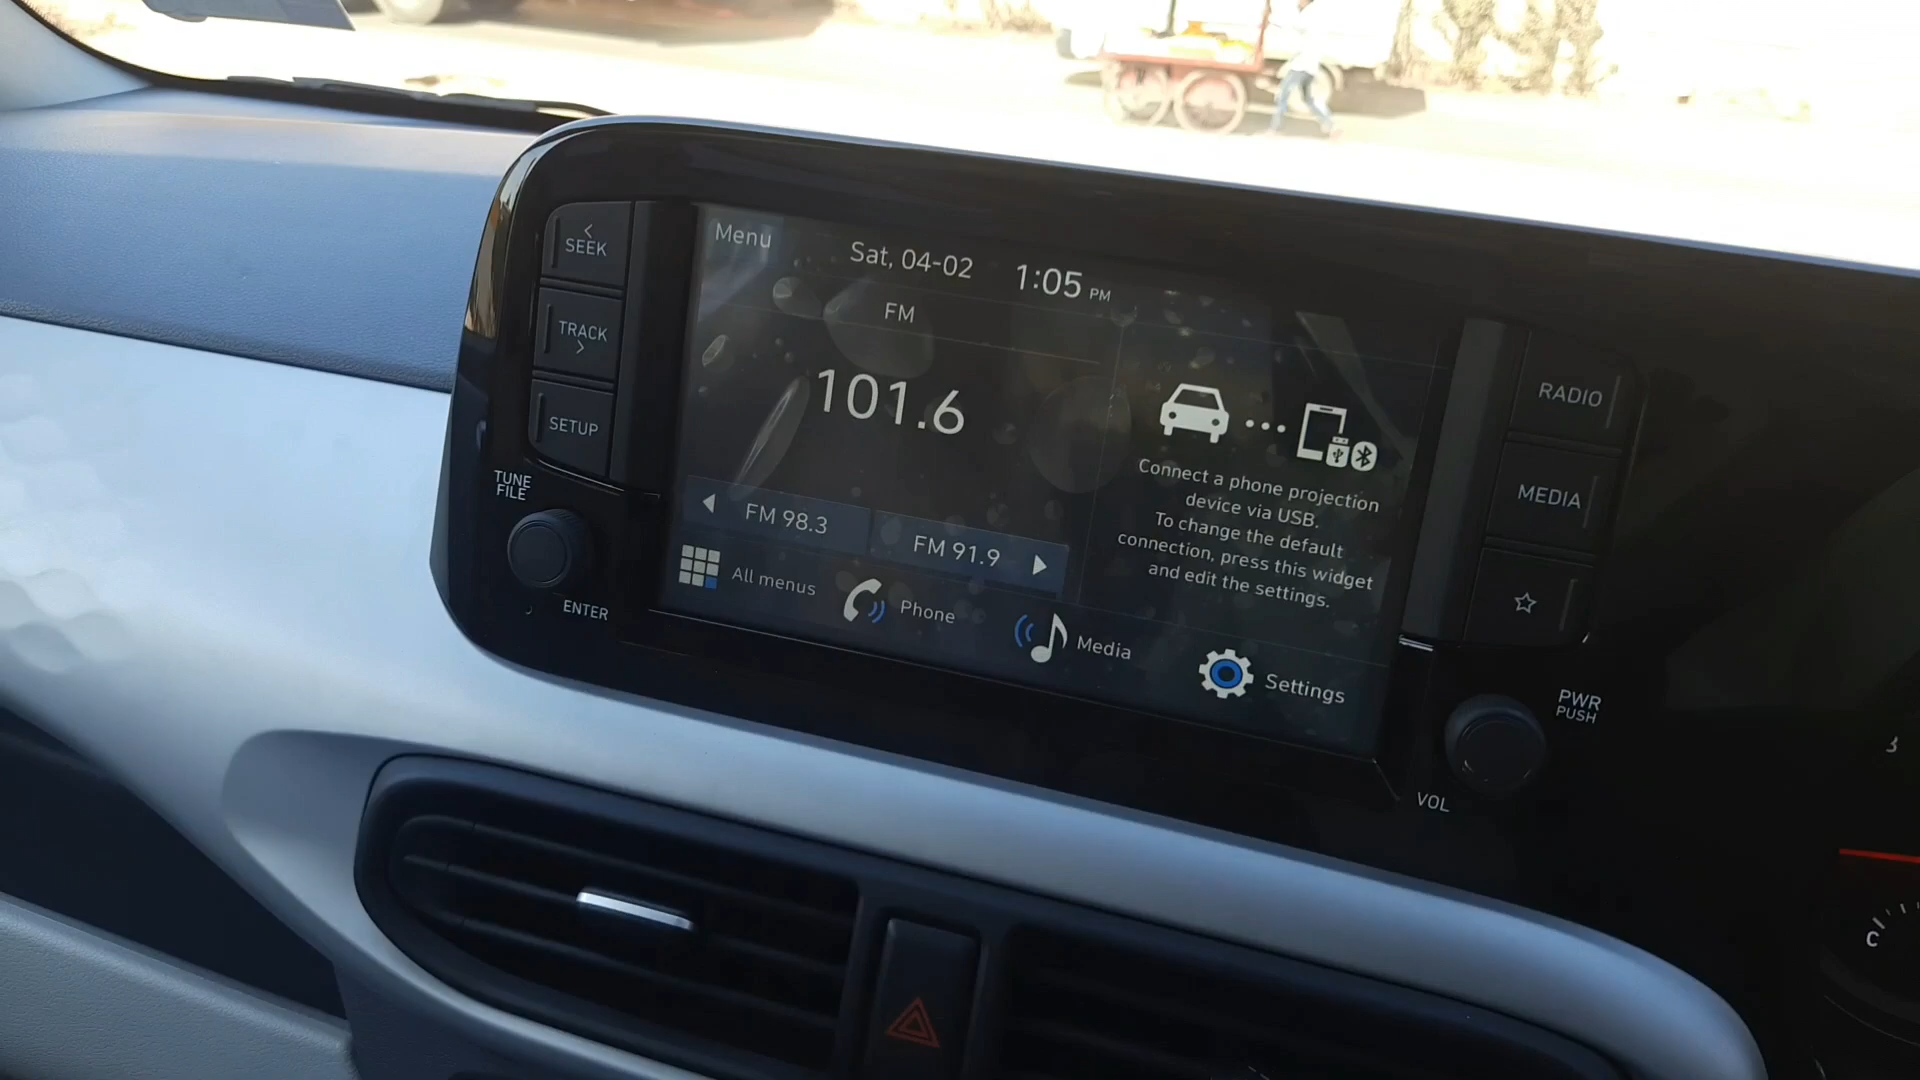 SEEK
TRACK
SETUP
TUNE
FILE
ENTER
Menu
Sat, 04-02
1:05 PM
FM
101.6
FM 98.3
FM 91.9
Connect a phone projection
device via USB.
To change the default
connection, press this widget
and edit the settings.
All menus
Phone
Media
Settings
RADIO
MEDIA
PWR
PUSH
VOL
C